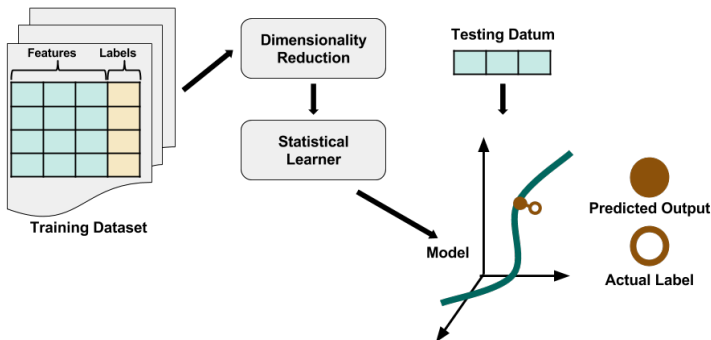 Features
Labels
Training Dataset
Dimensionality
Reduction
Statistical
Learner
Testing Datum
Model
Predicted Output
Actual Label